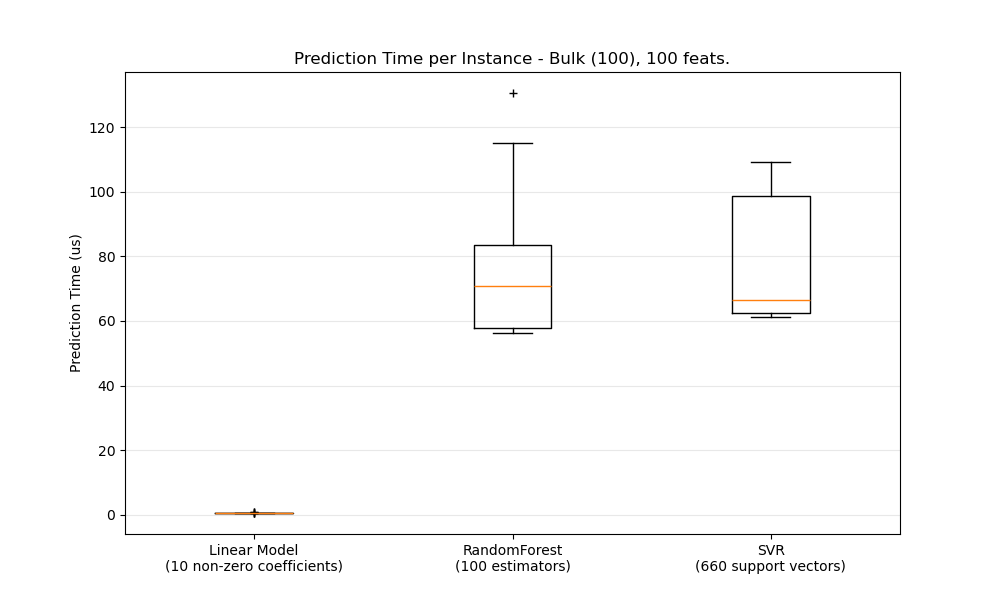 Prediction Time per Instance - Bulk (100), 100 feats.
120
100
80
60
40
20
0
Prediction Time (us)
Linear Model
(10 non-zero coefficients)
RandomForest
(100 estimators)
SVR
(660 support vectors)